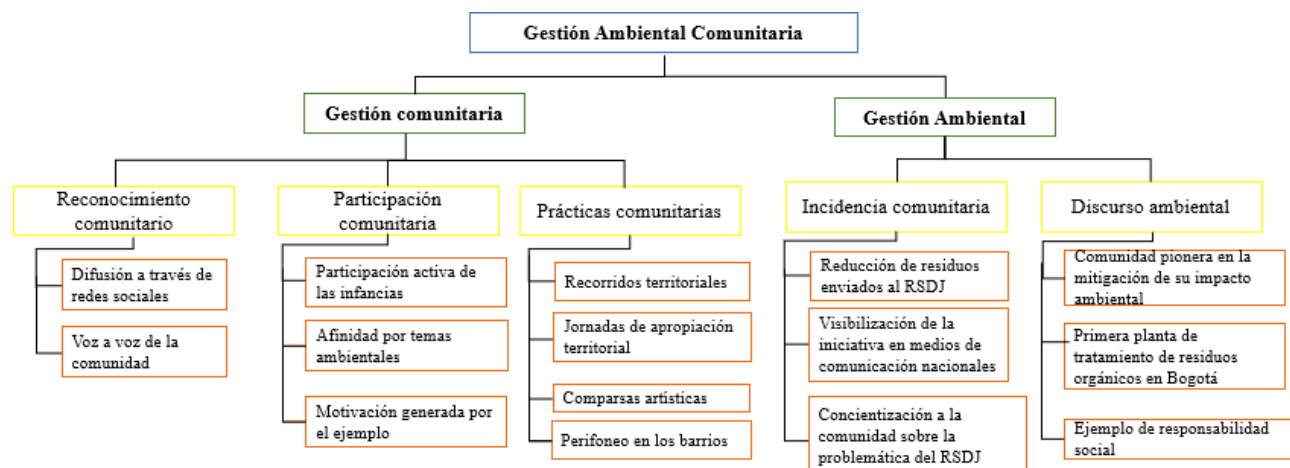 Gestión Ambiental Comunitaria
Gestión comunitaria
Gestión Ambiental
Reconocimiento
comunitario
Participación
comunitaria
Prácticas comunitarias
Incidencia comunitaria
Discurso ambiental
Difusión a través de
redes sociales
Voz a voz de la
comunidad
Participación activa de
las infancias
Afinidad por temas
ambientales
Motivación generada por
el ejemplo
Recorridos territoriales
Jornadas de apropiación
territorial
Comparsas artísticas
Perifoneo en los barrios
Reducción de residuos
enviados al RSDJ
Visibilización de la
iniciativa en medios de
comunicación nacionales
Concientización a la
comunidad sobre la
problemática del RSDJ
Comunidad pionera en la
mitigación de su impacto
ambiental
Primera planta de
tratamiento de residuos
orgánicos en Bogotá
Ejemplo de responsabilidad
social